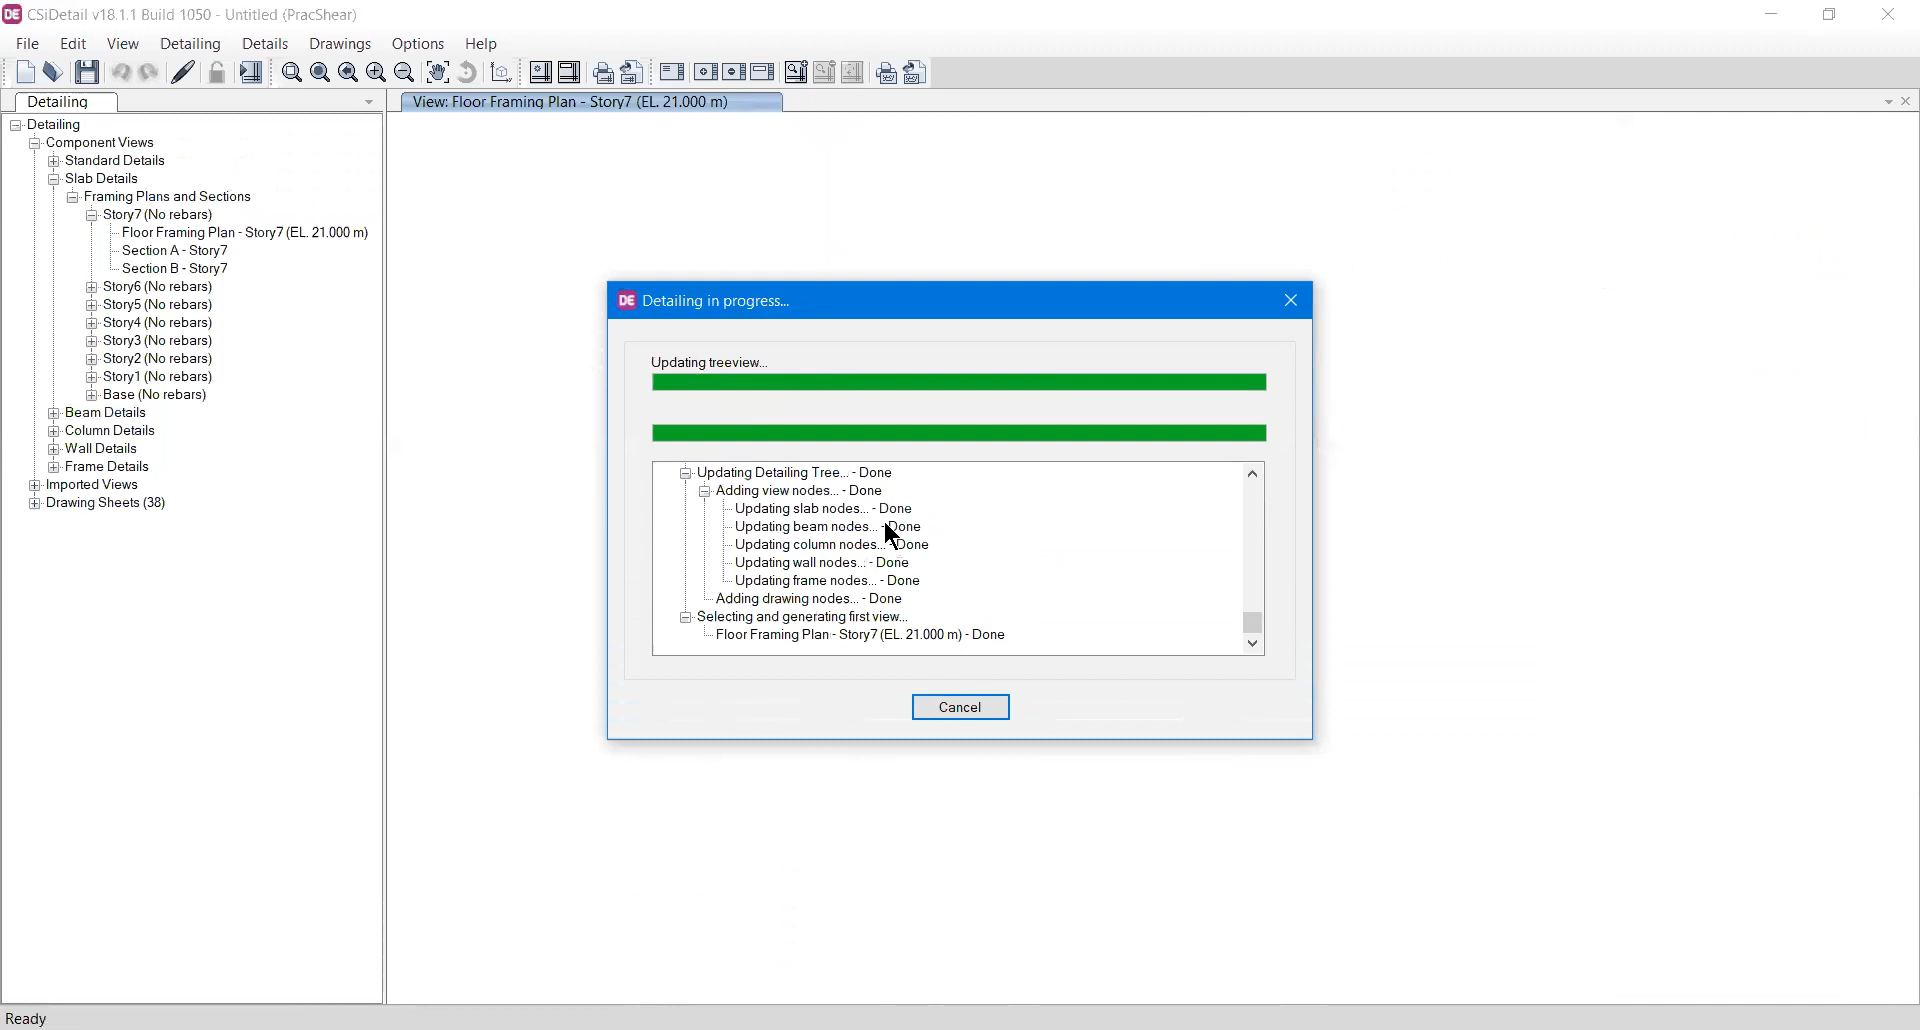 DE CSiDetail v18.1.1 Build 1050 - Untitled (PracShear)
File Edit View Detailing Details Drawings Options Help
Detailing
View: Floor Framing Plan - Story7 (EL. 21.000 m)
Detailing
Component Views
Standard Details
Slab Details
Framing Plans and Sections
Story7 (No rebars)
Floor Framing Plan - Story7 (EL. 21.000 m)
Section A - Story7
Section B - Story7
Story6 (No rebars)
Story5 (No rebars)
Story4 (No rebars)
Story3 (No rebars)
Story2 (No rebars)
Story1 (No rebars)
Base (No rebars)
Beam Details
Column Details
Wall Details
Frame Details
Imported Views
Drawing Sheets (38)
DE Detailing in progress...
Updating treeview...
Updating Detailing Tree... - Done
Adding view nodes... - Done
Updating slab nodes... - Done
Updating beam nodes... - Done
Updating column nodes... - Done
Updating wall nodes... - Done
Updating frame nodes... - Done
Adding drawing nodes... - Done
Selecting and generating first view...
Floor Framing Plan - Story7 (EL. 21.000 m) - Done
Cancel
Ready